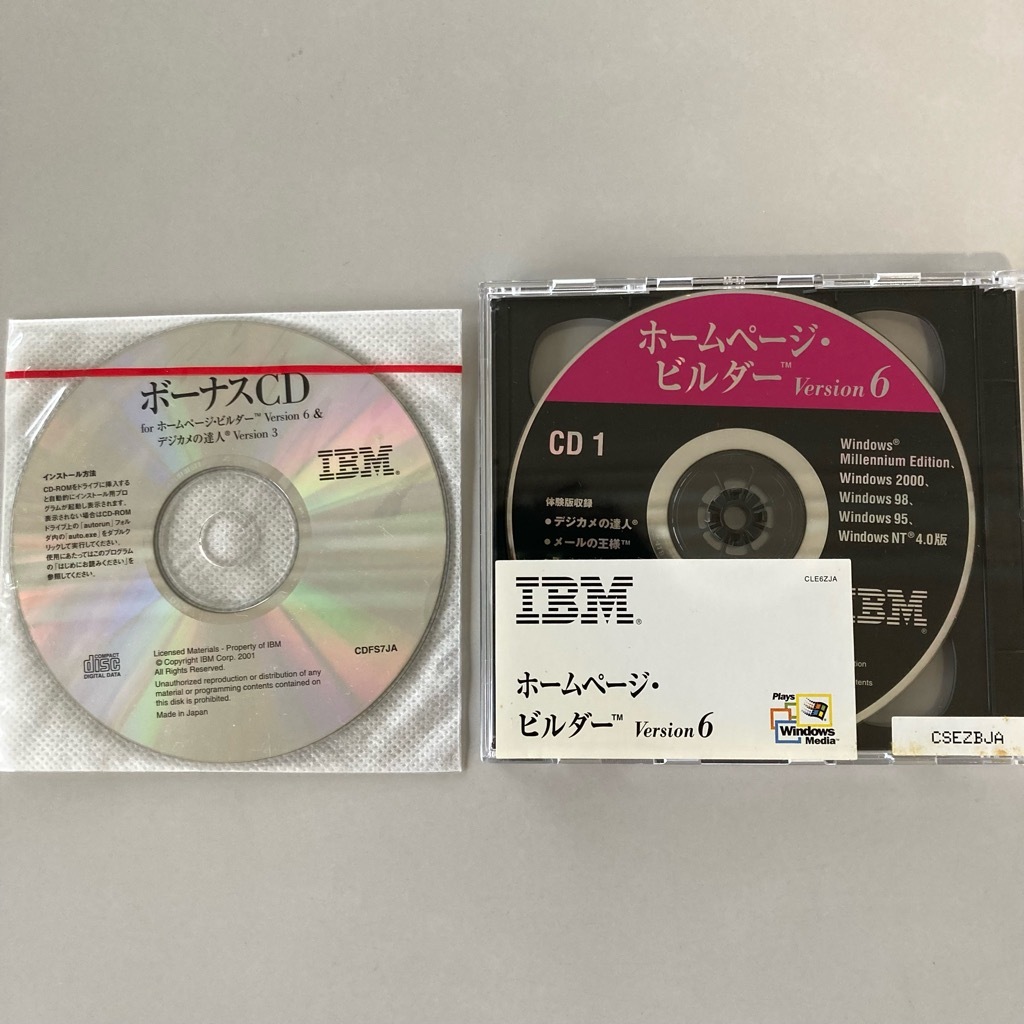 ボーナスCD
for ホームページ・ビルダー™ Version 6 &
デジカメの達人® Version 3
IBM®
インストール方法
CD-ROMをドライブに挿入する
と自動的にインストール用プロ
グラムが起動し表示されます。
表示されない場合はCD-ROM
ドライブ上の「autorun」フォル
ダ内の「auto.exe」をダブルク
リックして実行してください。
使用にあたってはこのプログラム
の「はじめにお読みください」を
参照してください。
COMPACT
disc
DIGITAL DATA
Licensed Materials - Property of IBM
© Copyright IBM Corp. 2001
All Rights Reserved.
Unauthorized reproduction or distribution of any
material or programming contents contained on
this disk is prohibited.
Made in Japan
CDFS7JA
ホームページ・
ビルダー™ Version 6
CD 1
Windows®
Millennium Edition、
Windows 2000、
Windows 98、
Windows 95、
Windows NT® 4.0版
体験版収録
• デジカメの達人®
• メールの王様™
IBM®
IBM®
CLE6ZJA
ホームページ・
ビルダー™ Version 6
Plays
Windows
Media™
CSEZBJA